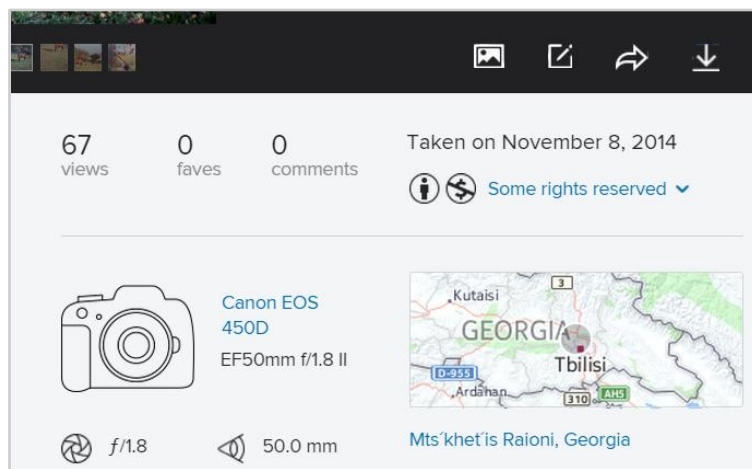 67
views
0
faves
0
comments
Taken on November 8, 2014
Some rights reserved
Canon EOS
450D
EF50mm f/1.8 II
ƒ/1.8
50.0 mm
3
Kutaisi
GEORGIA
Tbilisi
D-955
Ardahan
310
AH5
Mts´khet´is Raioni, Georgia